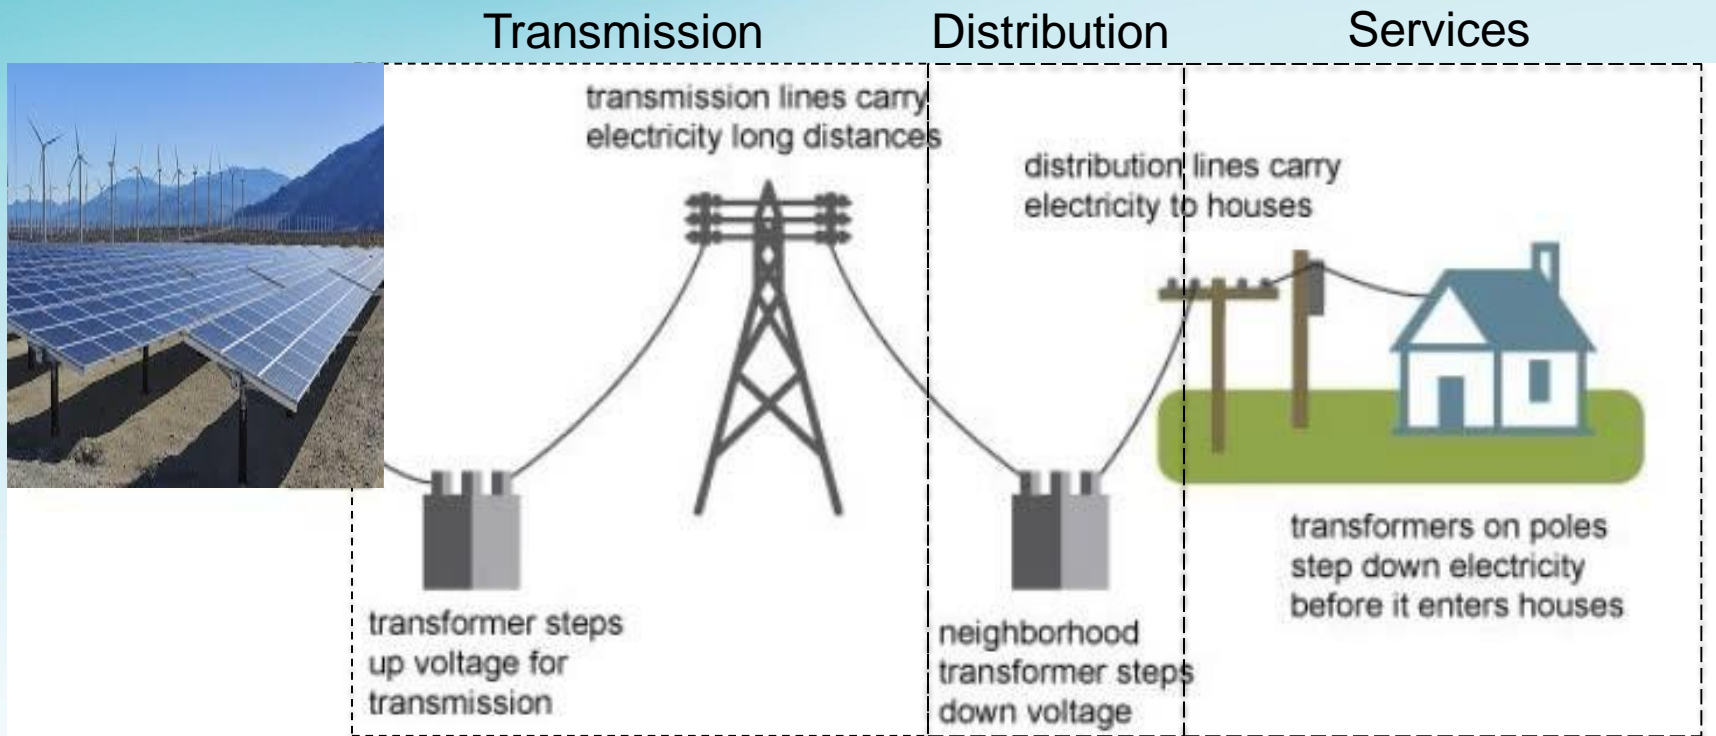 Transmission
Distribution
Services
transmission lines carry
electricity long distances
distribution lines carry
electricity to houses
transformer steps
up voltage for
transmission
neighborhood
transformer steps
down voltage
transformers on poles
step down electricity
before it enters houses